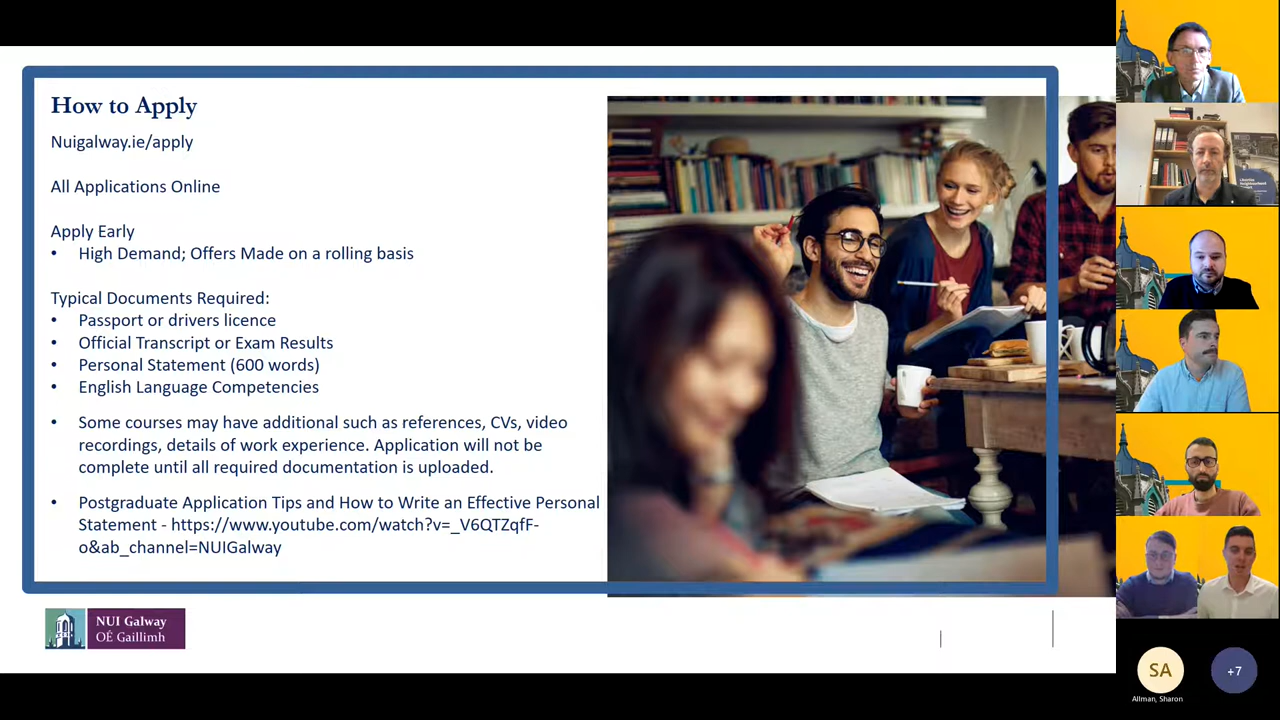 How to Apply
Nuigalway.ie/apply
All Applications Online
Apply Early
• High Demand; Offers Made on a rolling basis
Typical Documents Required:
• Passport or drivers licence
• Official Transcript or Exam Results
• Personal Statement (600 words)
• English Language Competencies
• Some courses may have additional such as references, CVs, video
recordings, details of work experience. Application will not be
complete until all required documentation is uploaded.
• Postgraduate Application Tips and How to Write an Effective Personal
Statement - https://www.youtube.com/watch?v=_V6QTZqfF-
o&ab_channel=NUIGalway
NUI Galway
OÉ Gaillimh
SA
+7
Allman, Sharon